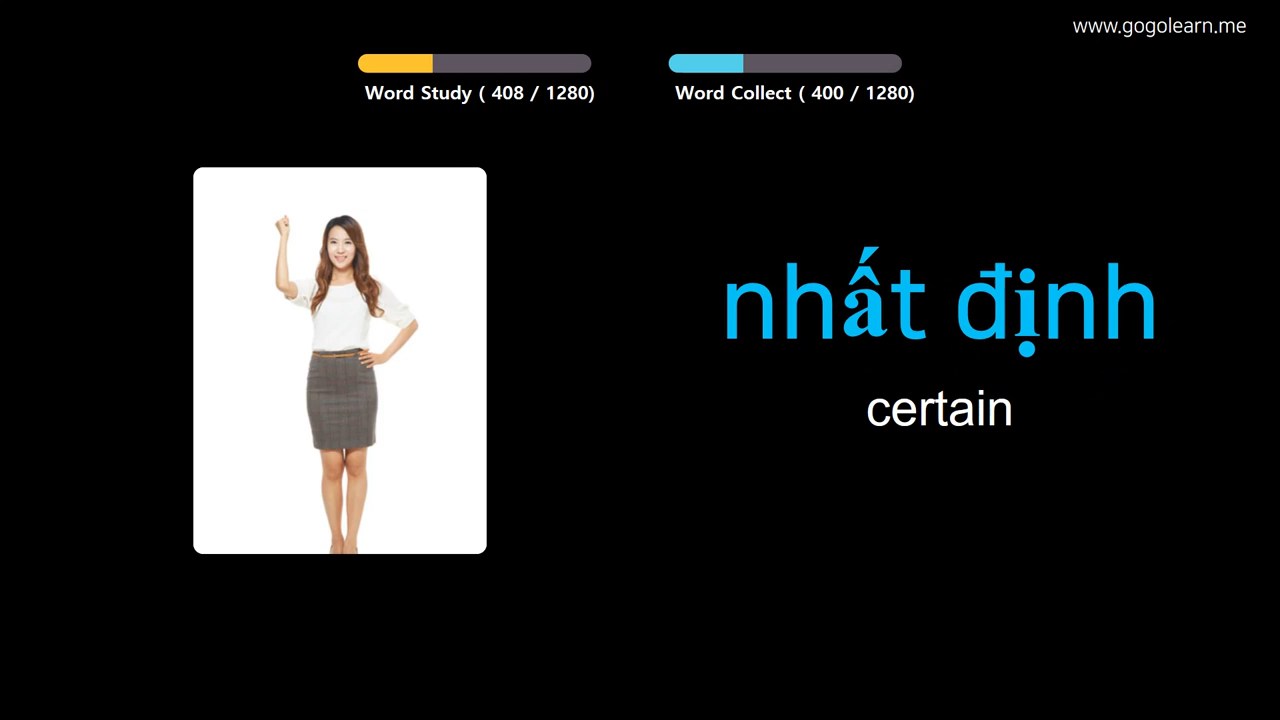 www.gogolearn.me
Word Study ( 408 / 1280)
Word Collect ( 400 / 1280)
nhất định
certain